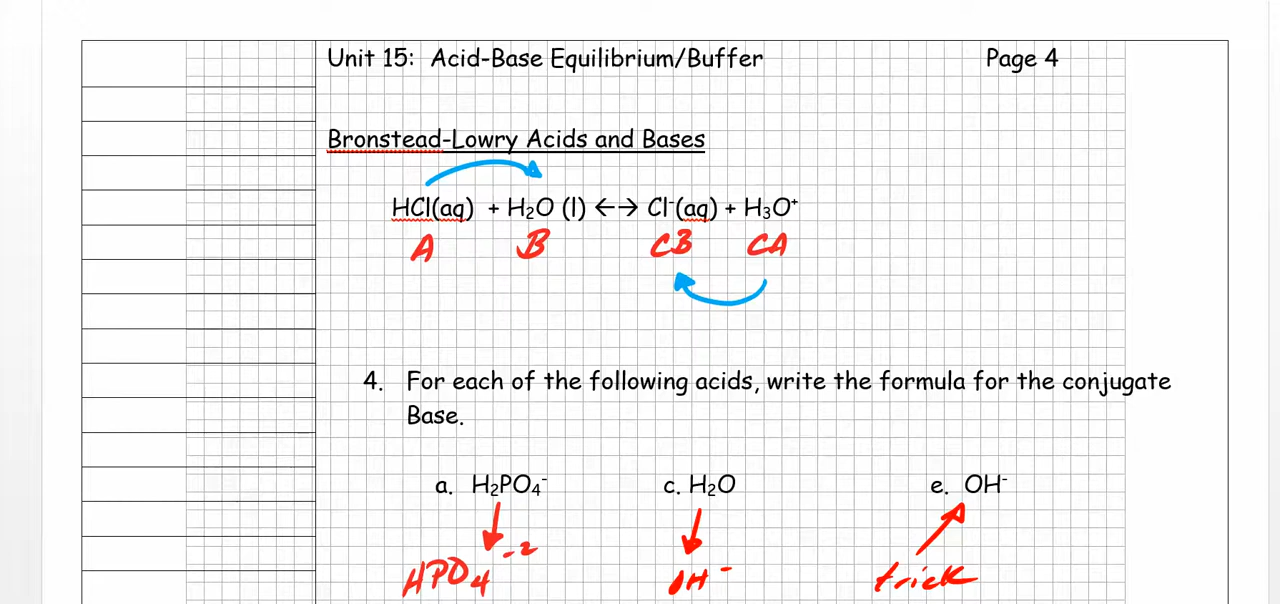 Unit 15: Acid-Base Equilibrium/Buffer Page 4
Bronstead-Lowry Acids and Bases
HCl(aq) + H₂O (l) ←→ Cl⁻(aq) + H₃O⁺
A B CB CA
4. For each of the following acids, write the formula for the conjugate
Base.
a. H₂PO₄⁻ c. H₂O e. OH⁻
HPO₄⁻² OH⁻ trick